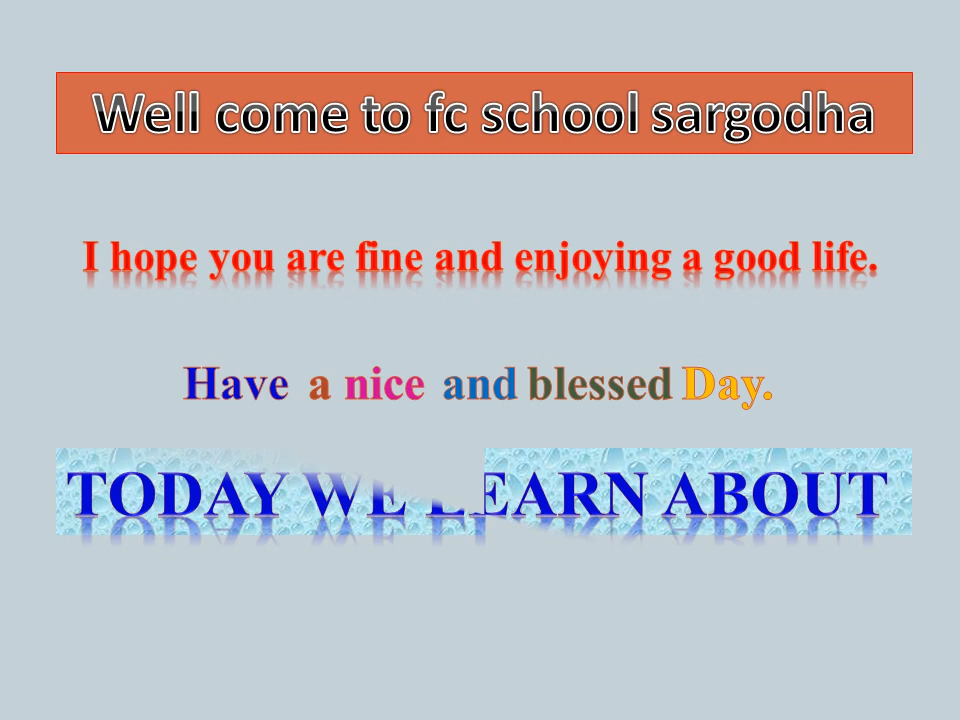 Well come to fc school sargodha
I hope you are fine and enjoying a good life.
Have a nice and blessed Day.
TODAY WE LEARN ABOUT